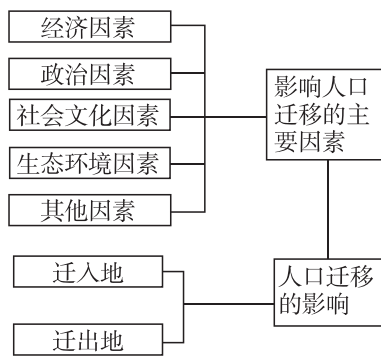 经济因素
政治因素
社会文化因素
生态环境因素
其他因素
影响人口
迁移的主
要因素
迁入地
迁出地
人口迁移
的影响